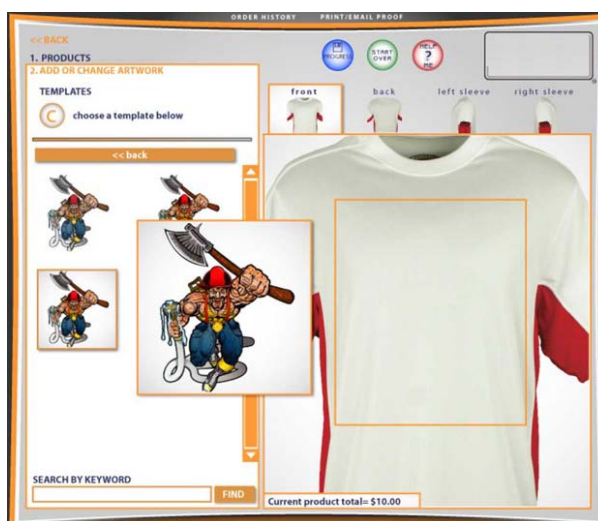 ORDER HISTORY PRINT/EMAIL PROOF
<< BACK
1. PRODUCTS
2. ADD OR CHANGE ARTWORK
PROGRESS
START OVER
HELP ? ME
TEMPLATES
C choose a template below
front back left sleeve right sleeve
<< back
SEARCH BY KEYWORD
FIND
Current product total= $10.00